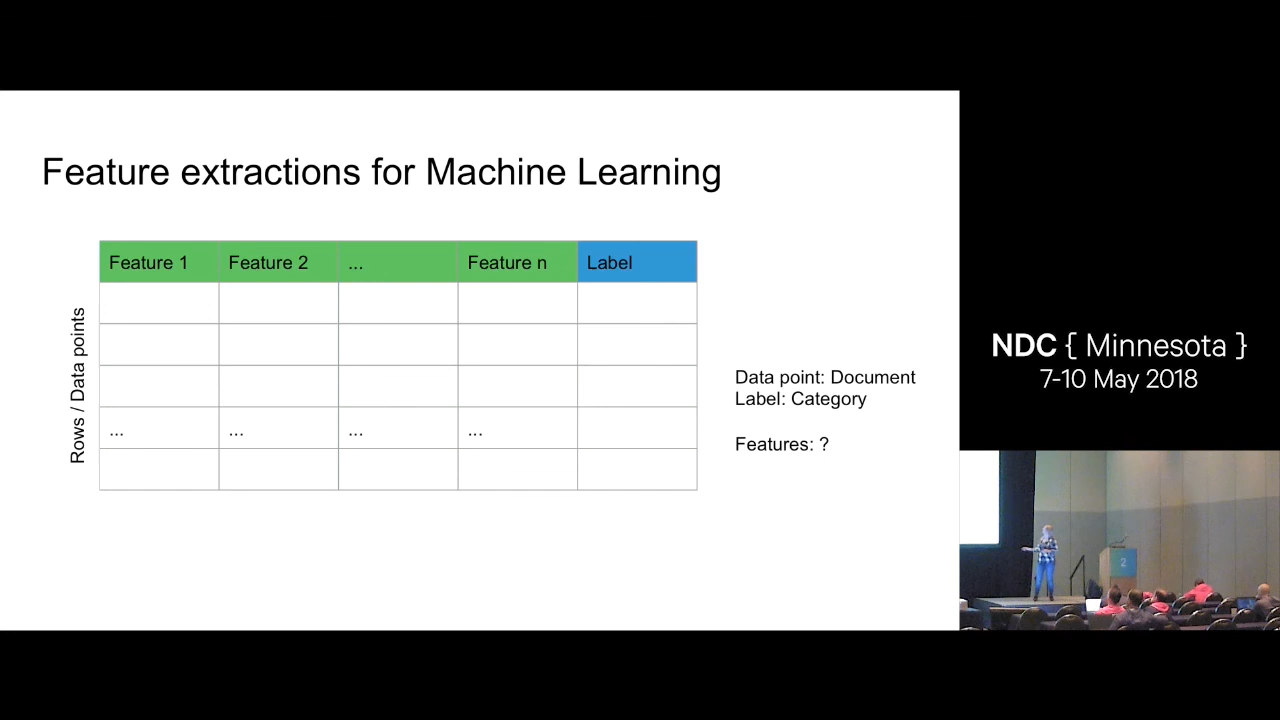 Feature extractions for Machine Learning
Feature 1 Feature 2 ... Feature n Label
Rows / Data points
... ... ... ...
Data point: Document
Label: Category
Features: ?
NDC { Minnesota }
7-10 May 2018
2